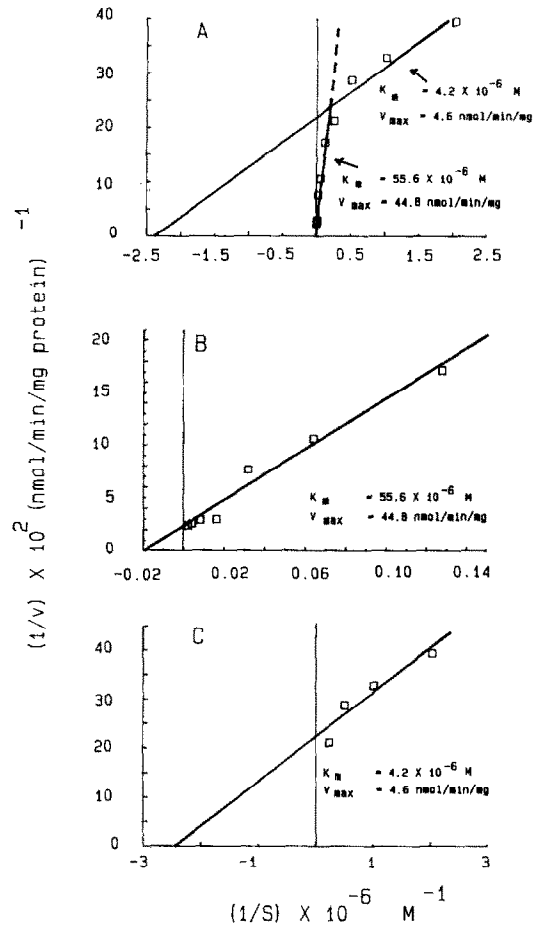 (1/v) X 10^2 (nmol/min/mg protein)^-1
A
40
30
20
10
0
K m = 4.2 X 10^-6 M
V max = 4.6 nmol/min/mg
K m = 55.6 X 10^-6 M
V max = 44.8 nmol/min/mg
-2.5 -1.5 -0.5 0.5 1.5 2.5
B
20
15
10
5
0
K m = 55.6 X 10^-6 M
V max = 44.8 nmol/min/mg
-0.02 0.02 0.06 0.10 0.14
C
40
30
20
10
0
K m = 4.2 X 10^-6 M
V max = 4.6 nmol/min/mg
-3 -1 1 3
(1/S) X 10^-6 M^-1